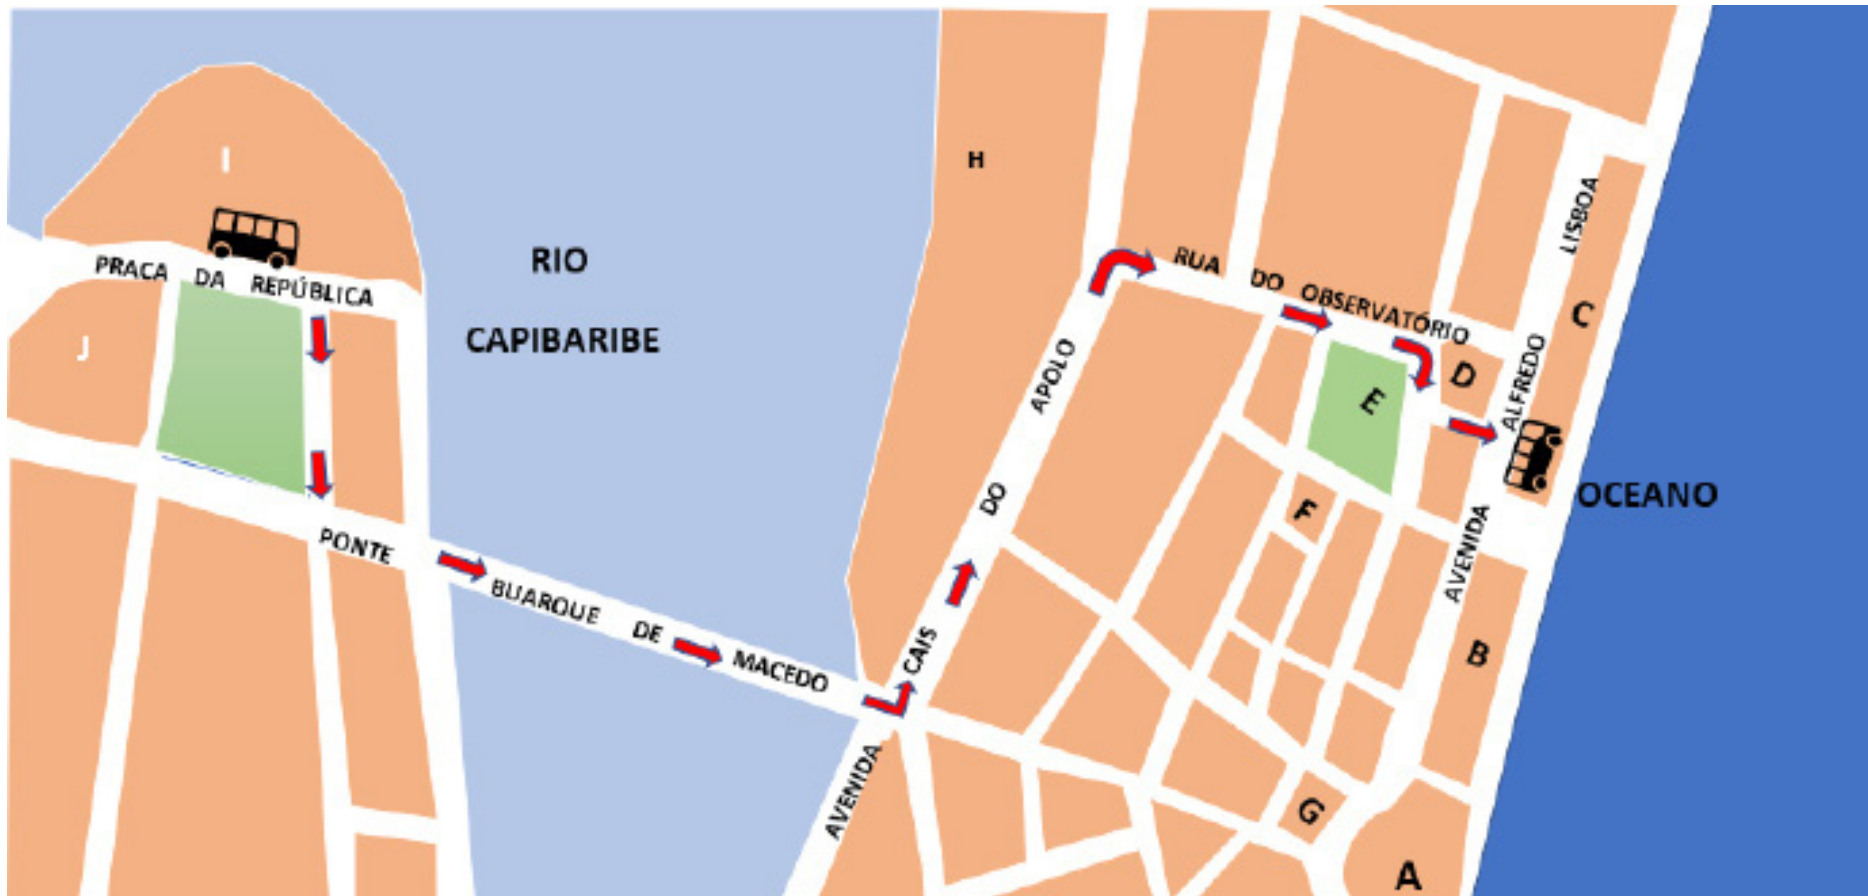 I
PRACA DA REPÚBLICA
J
RIO
CAPIBARIBE
PONTE BUARQUE DE MACEDO
AVENIDA CAIS DO APOLO
H
RUA DO OBSERVATÓRIO
AVENIDA ALFREDO LISBOA
C
D
E
F
OCEANO
B
G
A